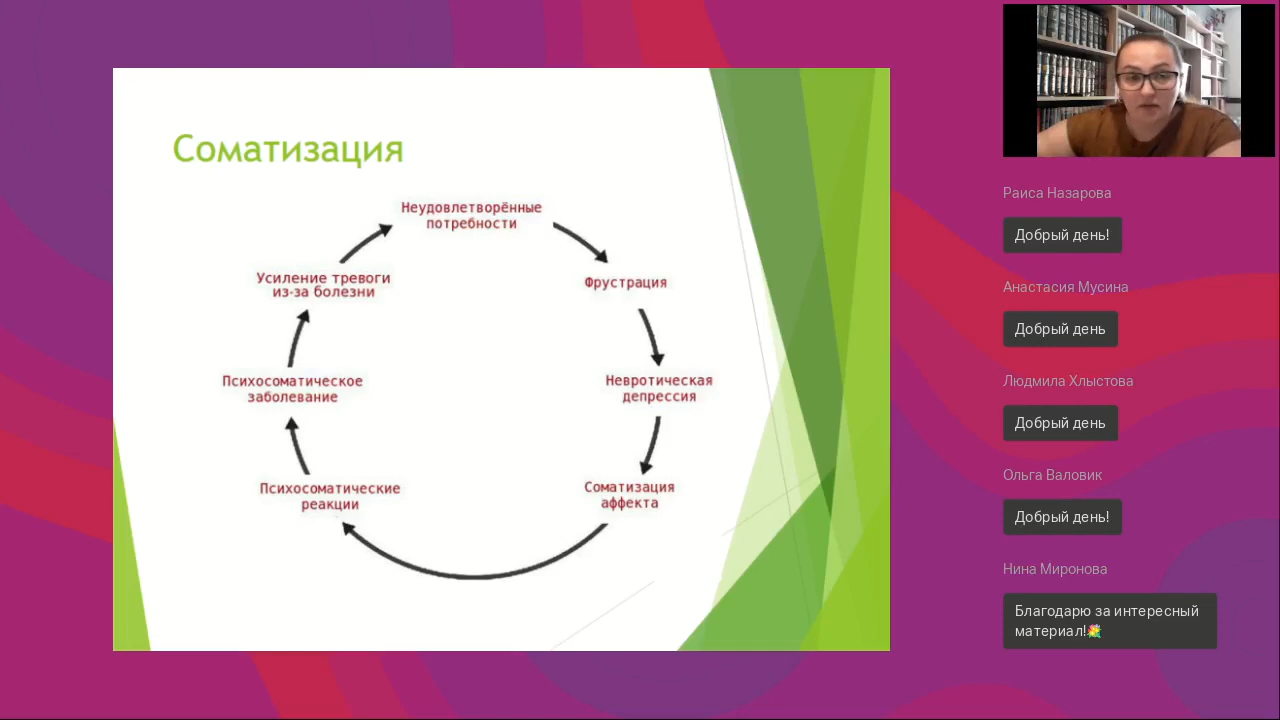 Соматизация
Неудовлетворённые
потребности
Фрустрация
Невротическая
депрессия
Соматизация
аффекта
Психосоматические
реакции
Психосоматическое
заболевание
Усиление тревоги
из-за болезни
Раиса Назарова
Добрый день!
Анастасия Мусина
Добрый день
Людмила Хлыстова
Добрый день
Ольга Валовик
Добрый день!
Нина Миронова
Благодарю за интересный
материал!💐